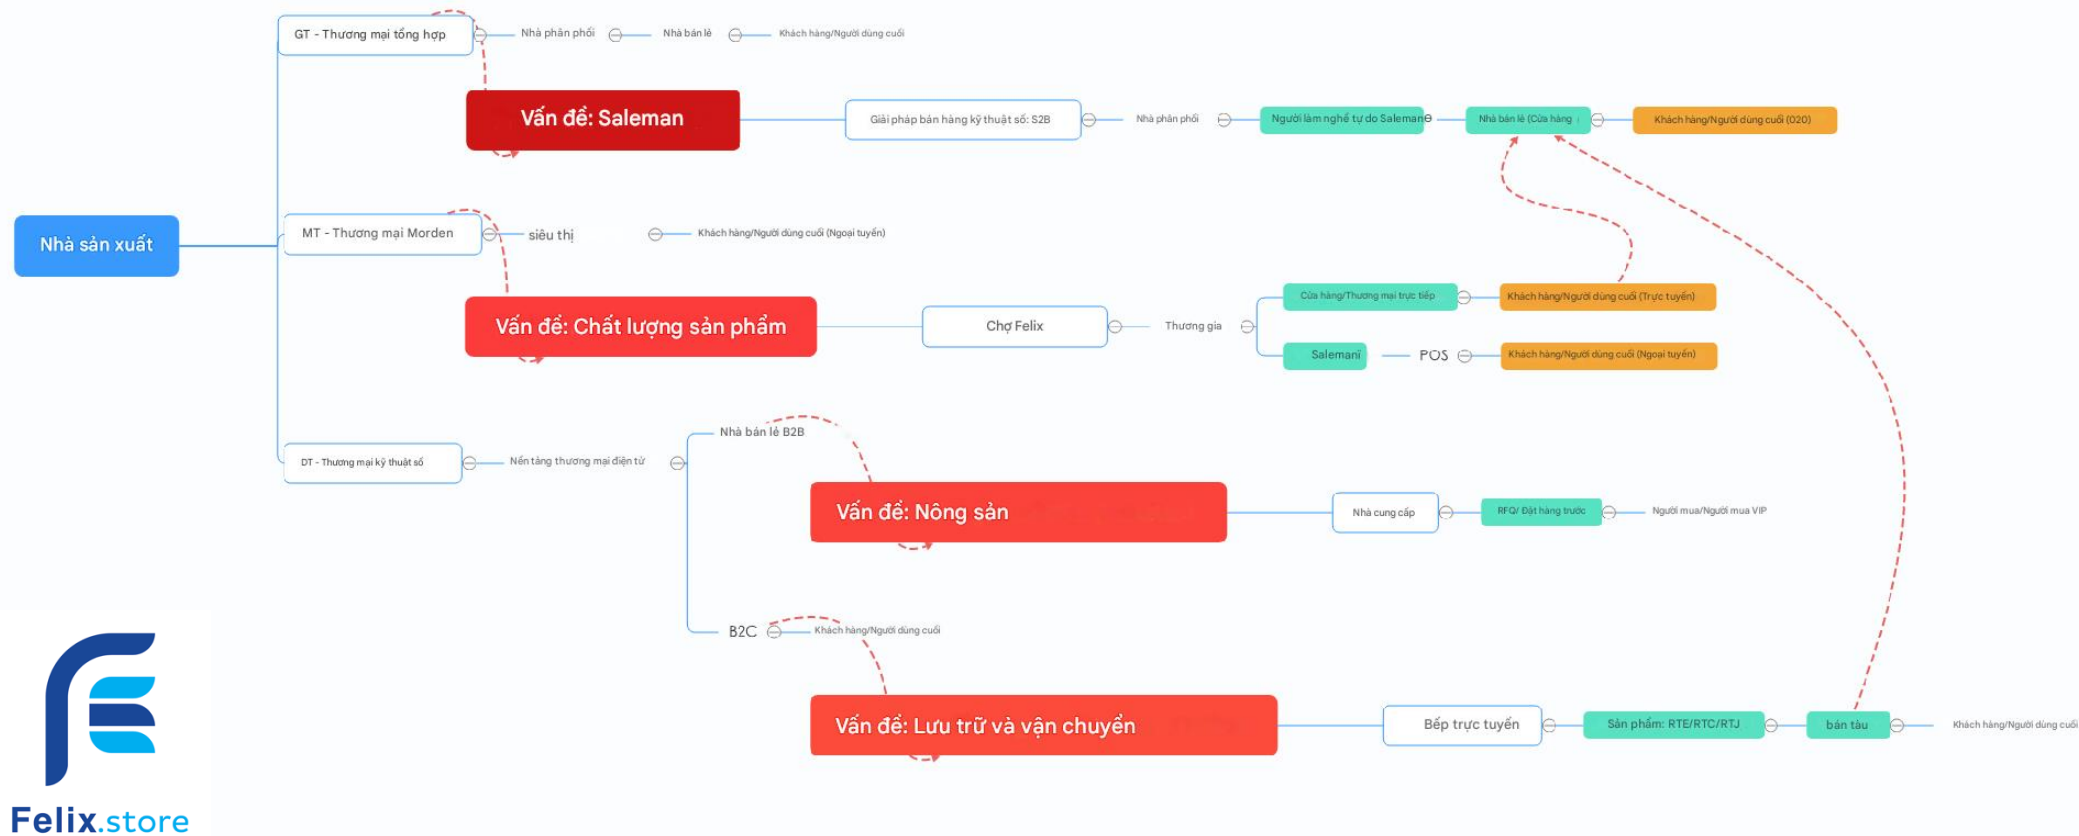 GT - Thương mại tổng hợp
Nhà phân phối
Nhà bán lẻ
Khách hàng/Người dùng cuối
Vấn đề: Saleman
Giải pháp bán hàng kỹ thuật số: S2B
Nhà phân phối
Người làm nghề tự do Saleman
Nhà bán lẻ (Cửa hàng
Khách hàng/Người dùng cuối (O2O)
Nhà sản xuất
MT - Thương mại Morden
siêu thị
Khách hàng/Người dùng cuối (Ngoại tuyến)
Vấn đề: Chất lượng sản phẩm
Chợ Felix
Thương gia
Cửa hàng/Thương mại trực tiếp
Khách hàng/Người dùng cuối (Trực tuyến)
Salemani
POS
Khách hàng/Người dùng cuối (Ngoại tuyến)
DT - Thương mại kỹ thuật số
Nền tảng thương mại điện tử
Nhà bán lẻ B2B
Vấn đề: Nông sản
Nhà cung cấp
RFQ/ Đặt hàng trước
Người mua/Người mua VIP
B2C
Khách hàng/Người dùng cuối
Vấn đề: Lưu trữ và vận chuyển
Bếp trực tuyến
Sản phẩm: RTE/RTC/RTJ
bán tàu
Khách hàng/Người dùng cuối
Felix.store